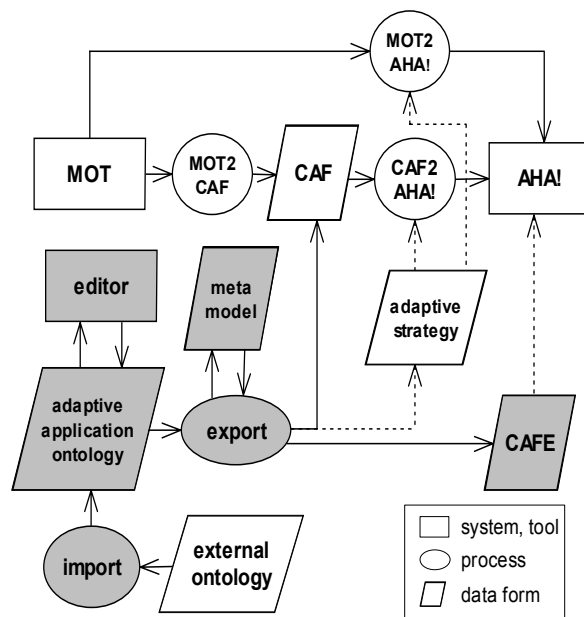 MOT2
AHA!
MOT
MOT2
CAF
CAF
CAF2
AHA!
AHA!
editor
meta
model
adaptive
strategy
adaptive
application
ontology
export
CAFE
import
external
ontology
system, tool
process
data form